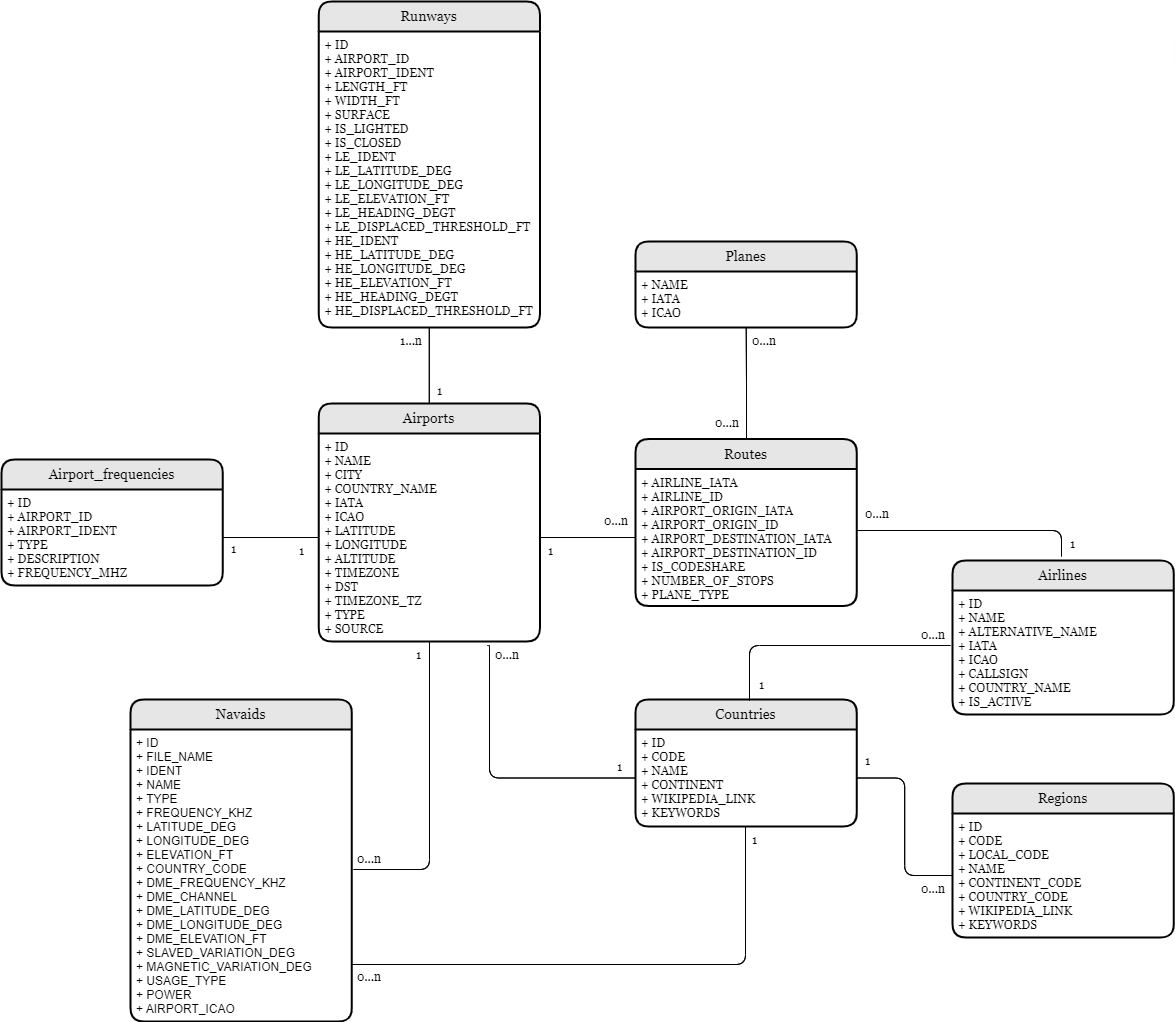 Runways
+ ID
+ AIRPORT_ID
+ AIRPORT_IDENT
+ LENGTH_FT
+ WIDTH_FT
+ SURFACE
+ IS_LIGHTED
+ IS_CLOSED
+ LE_IDENT
+ LE_LATITUDE_DEG
+ LE_LONGITUDE_DEG
+ LE_ELEVATION_FT
+ LE_HEADING_DEGT
+ LE_DISPLACED_THRESHOLD_FT
+ HE_IDENT
+ HE_LATITUDE_DEG
+ HE_LONGITUDE_DEG
+ HE_ELEVATION_FT
+ HE_HEADING_DEGT
+ HE_DISPLACED_THRESHOLD_FT
1...n
1
Planes
+ NAME
+ IATA
+ ICAO
0...n
0...n
Airport_frequencies
+ ID
+ AIRPORT_ID
+ AIRPORT_IDENT
+ TYPE
+ DESCRIPTION
+ FREQUENCY_MHZ
1
1
Airports
+ ID
+ NAME
+ CITY
+ COUNTRY_NAME
+ IATA
+ ICAO
+ LATITUDE
+ LONGITUDE
+ ALTITUDE
+ TIMEZONE
+ DST
+ TIMEZONE_TZ
+ TYPE
+ SOURCE
1
0...n
Routes
+ AIRLINE_IATA
+ AIRLINE_ID
+ AIRPORT_ORIGIN_IATA
+ AIRPORT_ORIGIN_ID
+ AIRPORT_DESTINATION_IATA
+ AIRPORT_DESTINATION_ID
+ IS_CODESHARE
+ NUMBER_OF_STOPS
+ PLANE_TYPE
0...n
1
Airlines
+ ID
+ NAME
+ ALTERNATIVE_NAME
+ IATA
+ ICAO
+ CALLSIGN
+ COUNTRY_NAME
+ IS_ACTIVE
0...n
1
1
0...n
Navaids
+ ID
+ FILE_NAME
+ IDENT
+ NAME
+ TYPE
+ FREQUENCY_KHZ
+ LATITUDE_DEG
+ LONGITUDE_DEG
+ ELEVATION_FT
+ COUNTRY_CODE
+ DME_FREQUENCY_KHZ
+ DME_CHANNEL
+ DME_LATITUDE_DEG
+ DME_LONGITUDE_DEG
+ DME_ELEVATION_FT
+ SLAVED_VARIATION_DEG
+ MAGNETIC_VARIATION_DEG
+ USAGE_TYPE
+ POWER
+ AIRPORT_ICAO
0...n
0...n
1
Countries
+ ID
+ CODE
+ NAME
+ CONTINENT
+ WIKIPEDIA_LINK
+ KEYWORDS
1
1
0...n
Regions
+ ID
+ CODE
+ LOCAL_CODE
+ NAME
+ CONTINENT_CODE
+ COUNTRY_CODE
+ WIKIPEDIA_LINK
+ KEYWORDS